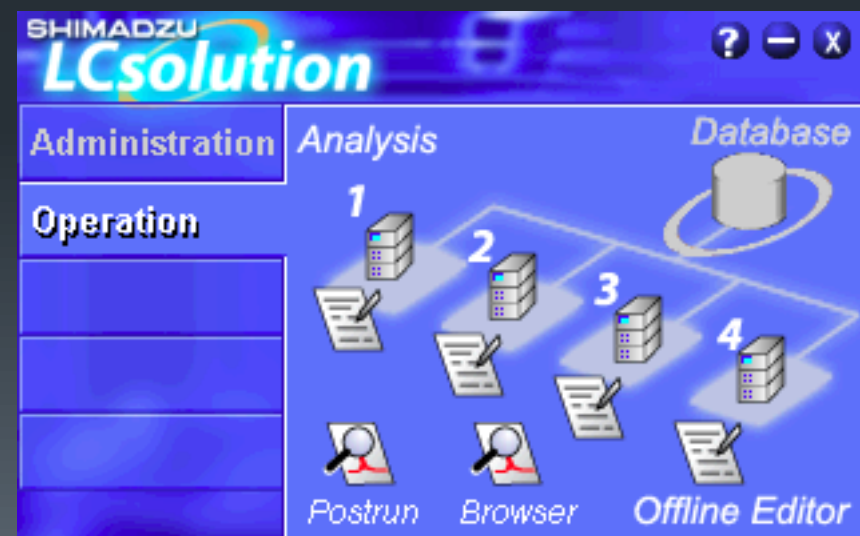 SHIMADZU
LCsolution
? – X
Administration
Analysis
Database
Operation
1
2
3
4
Postrun
Browser
Offline Editor